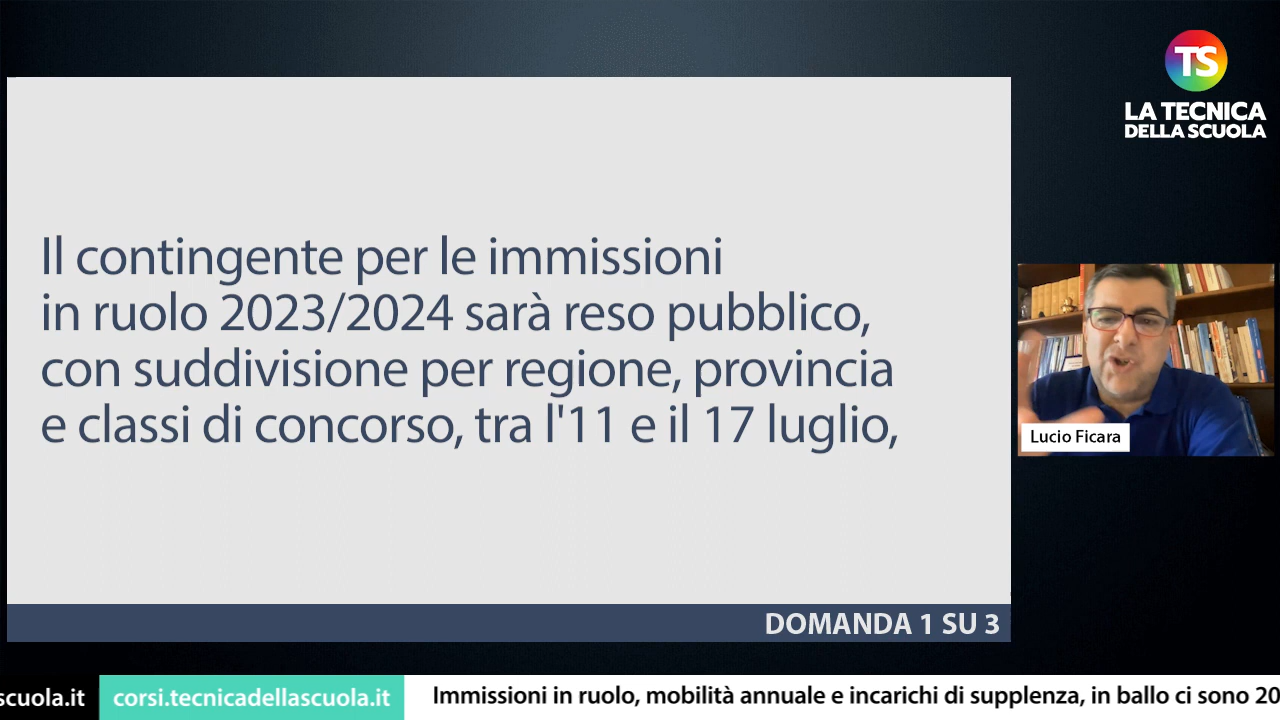 TS
LA TECNICA
DELLA SCUOLA
Il contingente per le immissioni
in ruolo 2023/2024 sarà reso pubblico,
con suddivisione per regione, provincia
e classi di concorso, tra l'11 e il 17 luglio,
Lucio Ficara
DOMANDA 1 SU 3
scuola.it
corsi.tecnicadellascuola.it
Immissioni in ruolo, mobilità annuale e incarichi di supplenza, in ballo ci sono 20